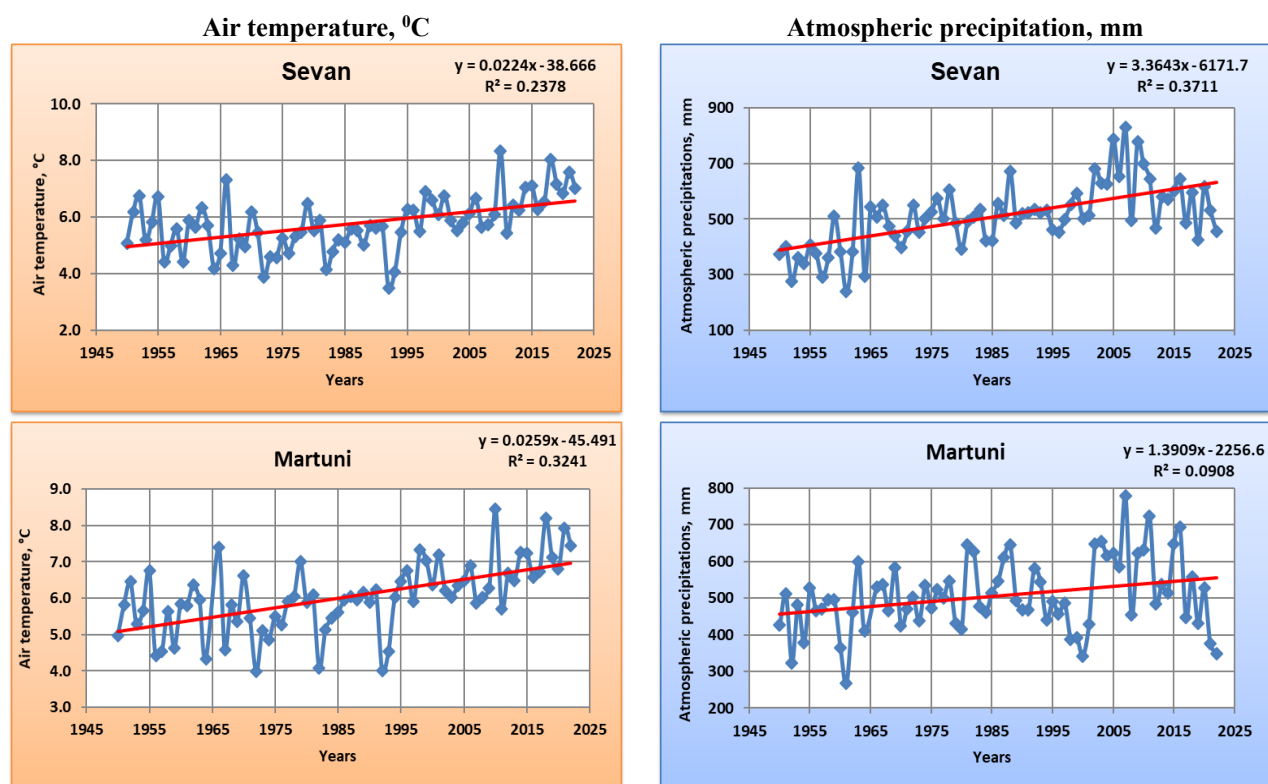 Air temperature, ⁰C
Atmospheric precipitation, mm
Sevan
y = 0.0224x - 38.666
R² = 0.2378
Air temperature, °C
10.0
8.0
6.0
4.0
2.0
1945 1955 1965 1975 1985 1995 2005 2015 2025
Years
Sevan
y = 3.3643x - 6171.7
R² = 0.3711
Atmospheric precipitations, mm
900
700
500
300
100
1945 1955 1965 1975 1985 1995 2005 2015 2025
Years
Martuni
y = 0.0259x - 45.491
R² = 0.3241
Air temperature, °C
9.0
8.0
7.0
6.0
5.0
4.0
3.0
1945 1955 1965 1975 1985 1995 2005 2015 2025
Years
Martuni
y = 1.3909x - 2256.6
R² = 0.0908
Atmospheric precipitations, mm
800
700
600
500
400
300
200
1945 1955 1965 1975 1985 1995 2005 2015 2025
Years